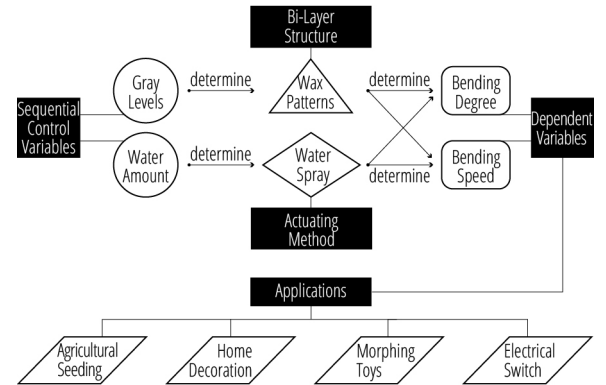 Bi-Layer
Structure
Gray
Levels
determine
Wax
Patterns
determine
Bending
Degree
Sequential
Control
Variables
Dependent
Variables
Water
Amount
determine
Water
Spray
determine
Bending
Speed
Actuating
Method
Applications
Agricultural
Seeding
Home
Decoration
Morphing
Toys
Electrical
Switch